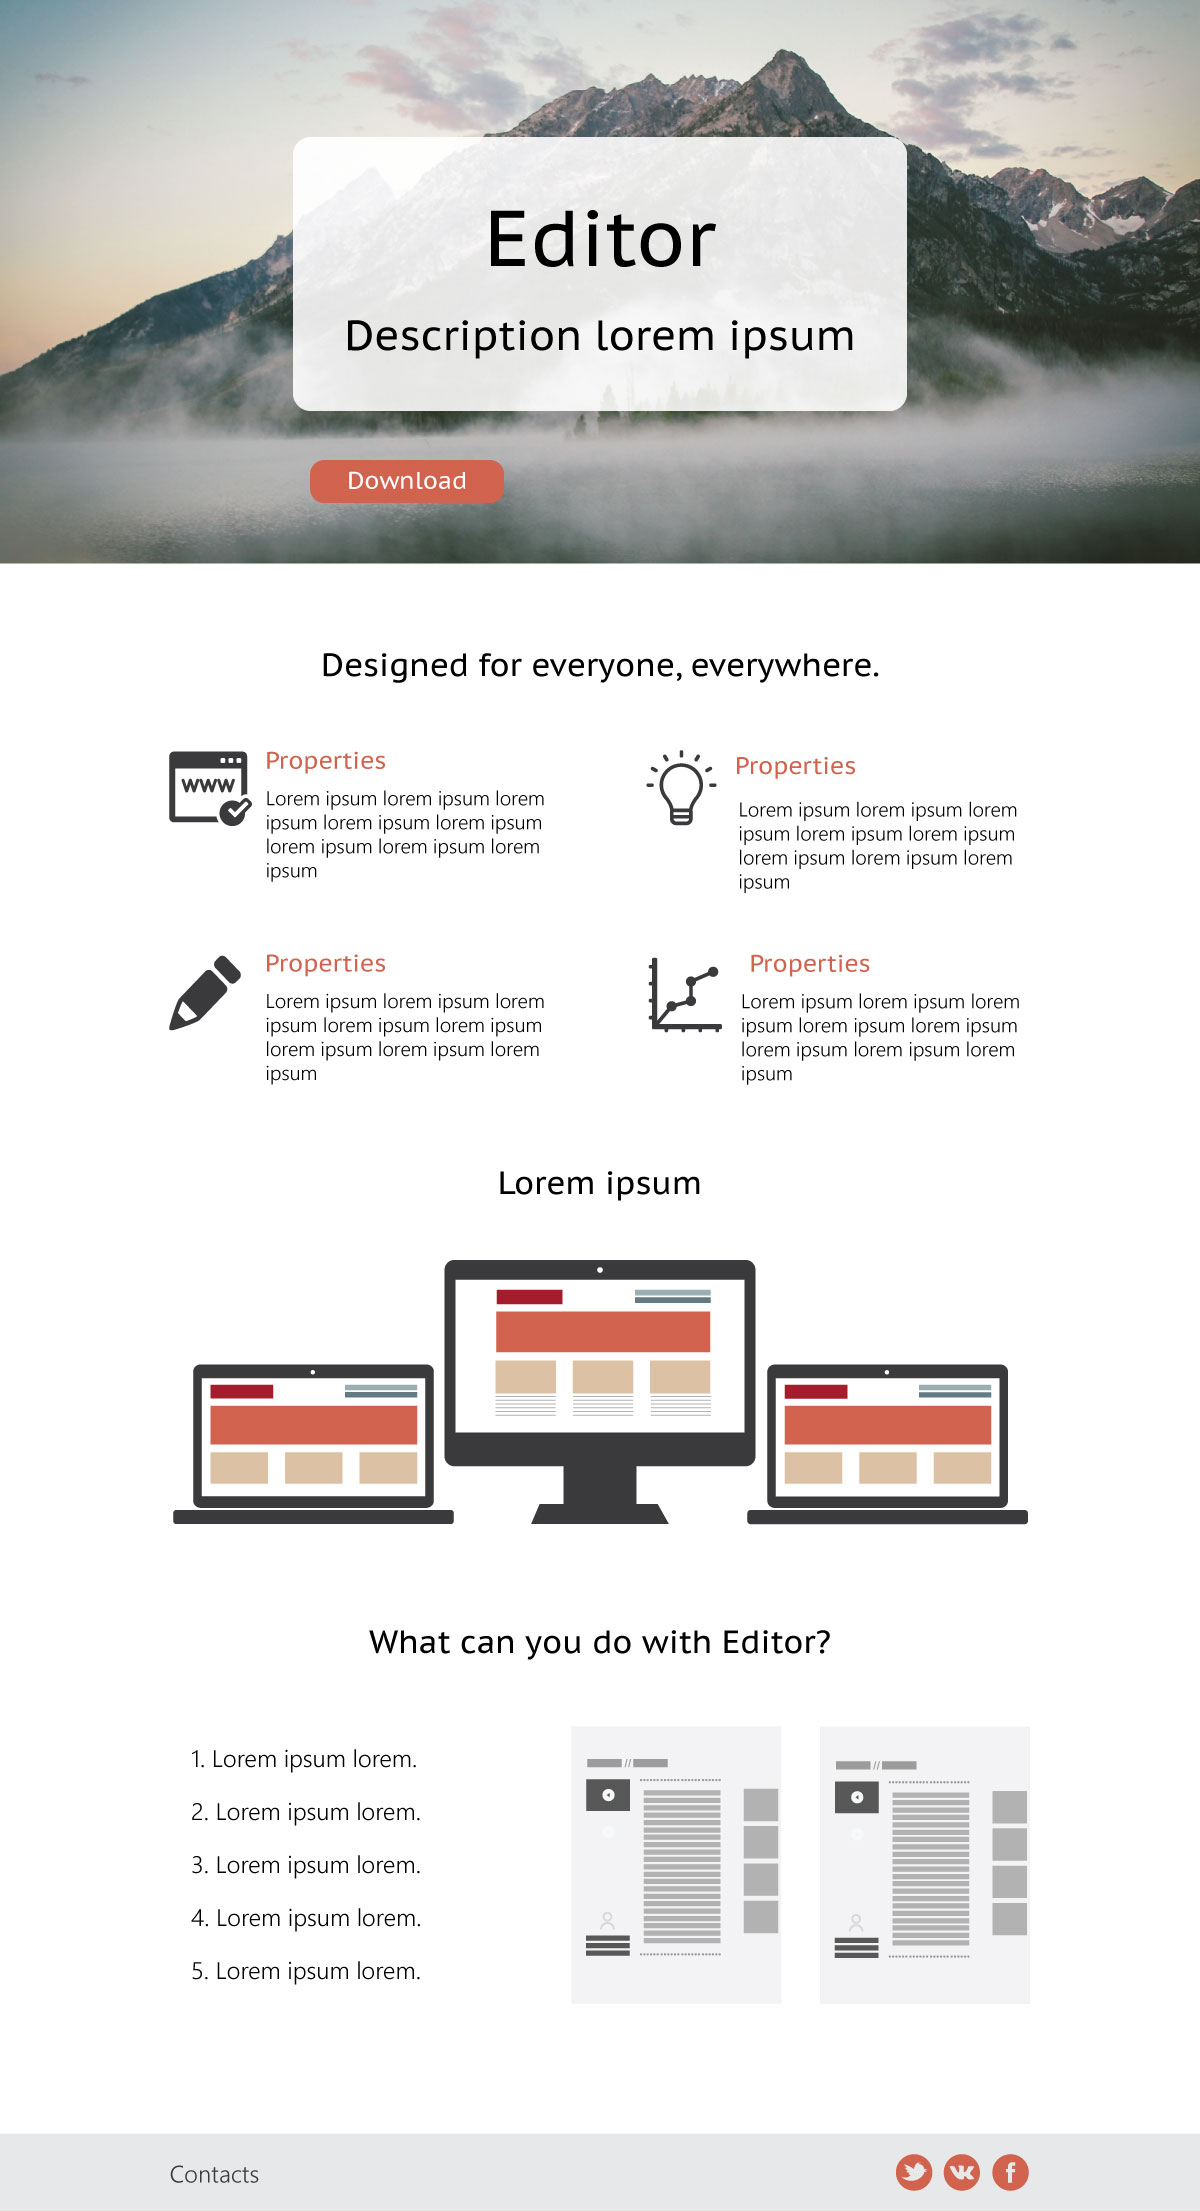 Editor
Description lorem ipsum
Download
Designed for everyone, everywhere.
www
Properties
Lorem ipsum lorem ipsum lorem
ipsum lorem ipsum lorem ipsum
lorem ipsum lorem ipsum lorem
ipsum
Properties
Lorem ipsum lorem ipsum lorem
ipsum lorem ipsum lorem ipsum
lorem ipsum lorem ipsum lorem
ipsum
Properties
Lorem ipsum lorem ipsum lorem
ipsum lorem ipsum lorem ipsum
lorem ipsum lorem ipsum lorem
ipsum
Properties
Lorem ipsum lorem ipsum lorem
ipsum lorem ipsum lorem ipsum
lorem ipsum lorem ipsum lorem
ipsum
Lorem ipsum
What can you do with Editor?
1. Lorem ipsum lorem.
2. Lorem ipsum lorem.
3. Lorem ipsum lorem.
4. Lorem ipsum lorem.
5. Lorem ipsum lorem.
Contacts